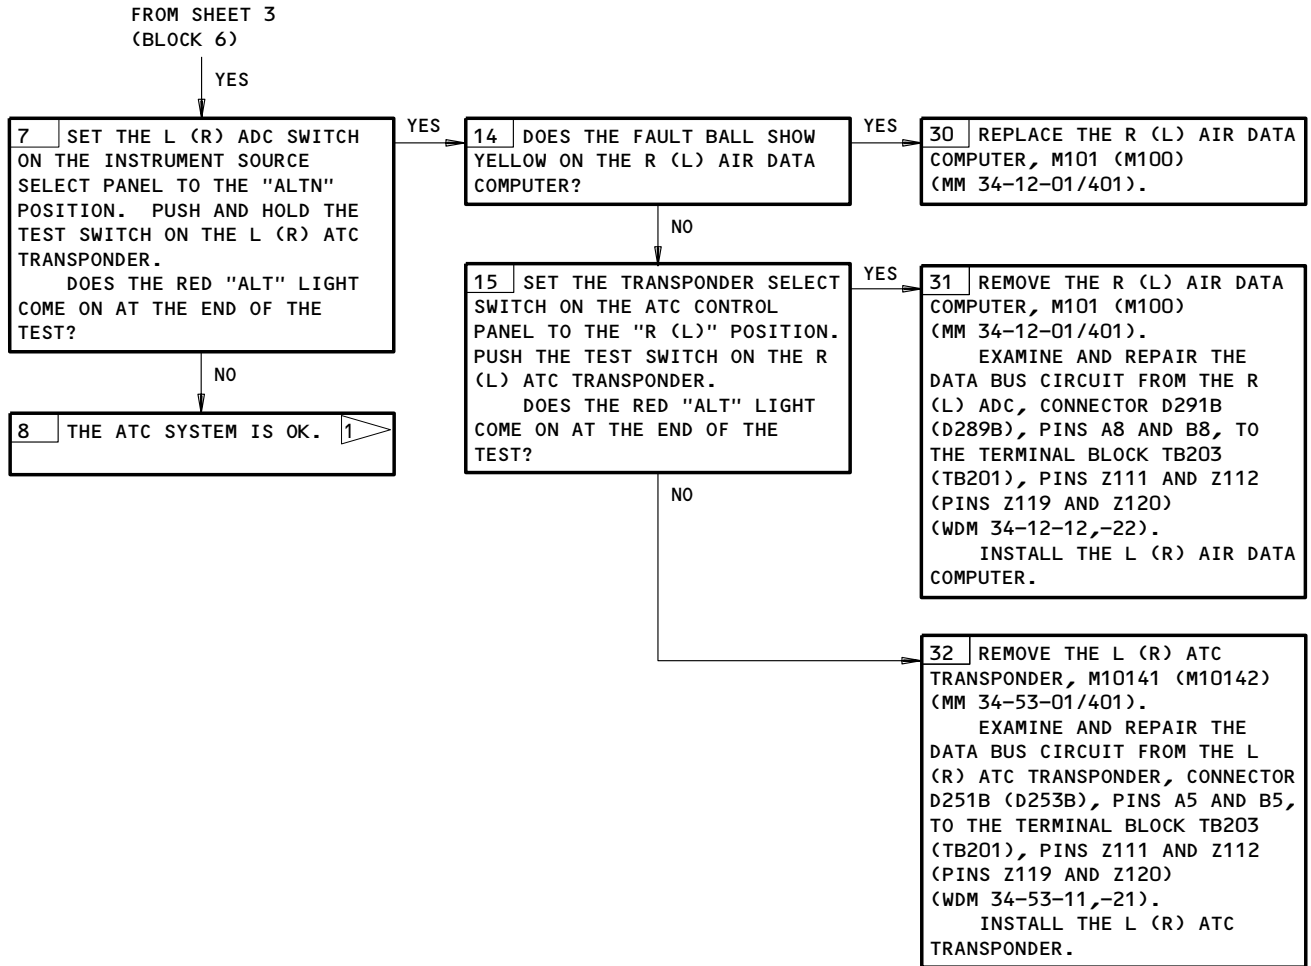 FROM SHEET 3
(BLOCK 6)
YES
7 SET THE L (R) ADC SWITCH
ON THE INSTRUMENT SOURCE
SELECT PANEL TO THE "ALTN"
POSITION. PUSH AND HOLD THE
TEST SWITCH ON THE L (R) ATC
TRANSPONDER.
DOES THE RED "ALT" LIGHT
COME ON AT THE END OF THE
TEST?
YES
NO
8 THE ATC SYSTEM IS OK. 1
14 DOES THE FAULT BALL SHOW
YELLOW ON THE R (L) AIR DATA
COMPUTER?
YES
NO
15 SET THE TRANSPONDER SELECT
SWITCH ON THE ATC CONTROL
PANEL TO THE "R (L)" POSITION.
PUSH THE TEST SWITCH ON THE R
(L) ATC TRANSPONDER.
DOES THE RED "ALT" LIGHT
COME ON AT THE END OF THE
TEST?
YES
NO
30 REPLACE THE R (L) AIR DATA
COMPUTER, M101 (M100)
(MM 34-12-01/401).
31 REMOVE THE R (L) AIR DATA
COMPUTER, M101 (M100)
(MM 34-12-01/401).
EXAMINE AND REPAIR THE
DATA BUS CIRCUIT FROM THE R
(L) ADC, CONNECTOR D291B
(D289B), PINS A8 AND B8, TO
THE TERMINAL BLOCK TB203
(TB201), PINS Z111 AND Z112
(PINS Z119 AND Z120)
(WDM 34-12-12,-22).
INSTALL THE L (R) AIR DATA
COMPUTER.
32 REMOVE THE L (R) ATC
TRANSPONDER, M10141 (M10142)
(MM 34-53-01/401).
EXAMINE AND REPAIR THE
DATA BUS CIRCUIT FROM THE L
(R) ATC TRANSPONDER, CONNECTOR
D251B (D253B), PINS A5 AND B5,
TO THE TERMINAL BLOCK TB203
(TB201), PINS Z111 AND Z112
(PINS Z119 AND Z120)
(WDM 34-53-11,-21).
INSTALL THE L (R) ATC
TRANSPONDER.